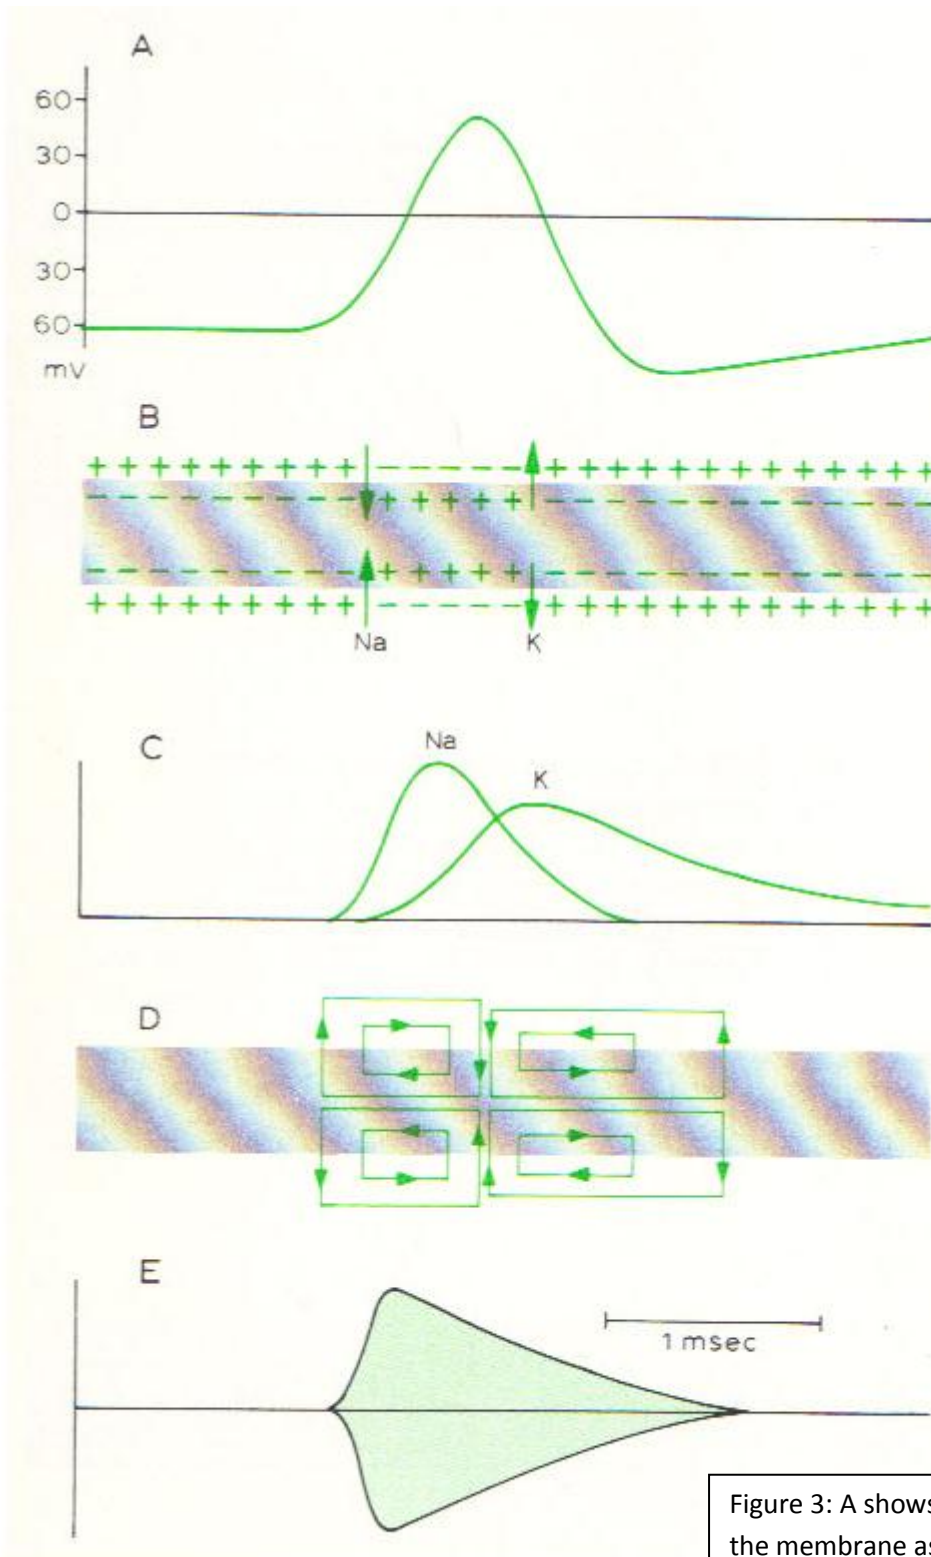 A
60
30
0
30
60
mV
B
+ + + + + + + + + − − − − − + + + + + + + + + + + + +
− − − − − − − − − + + + + + − − − − − − − − − − − − −
− − − − − − − − − + + + + + − − − − − − − − − − − − −
+ + + + + + + + + − − − − − + + + + + + + + + + + + +
Na K
C
Na
K
D
E
1 msec
Figure 3: A shows
the membrane as